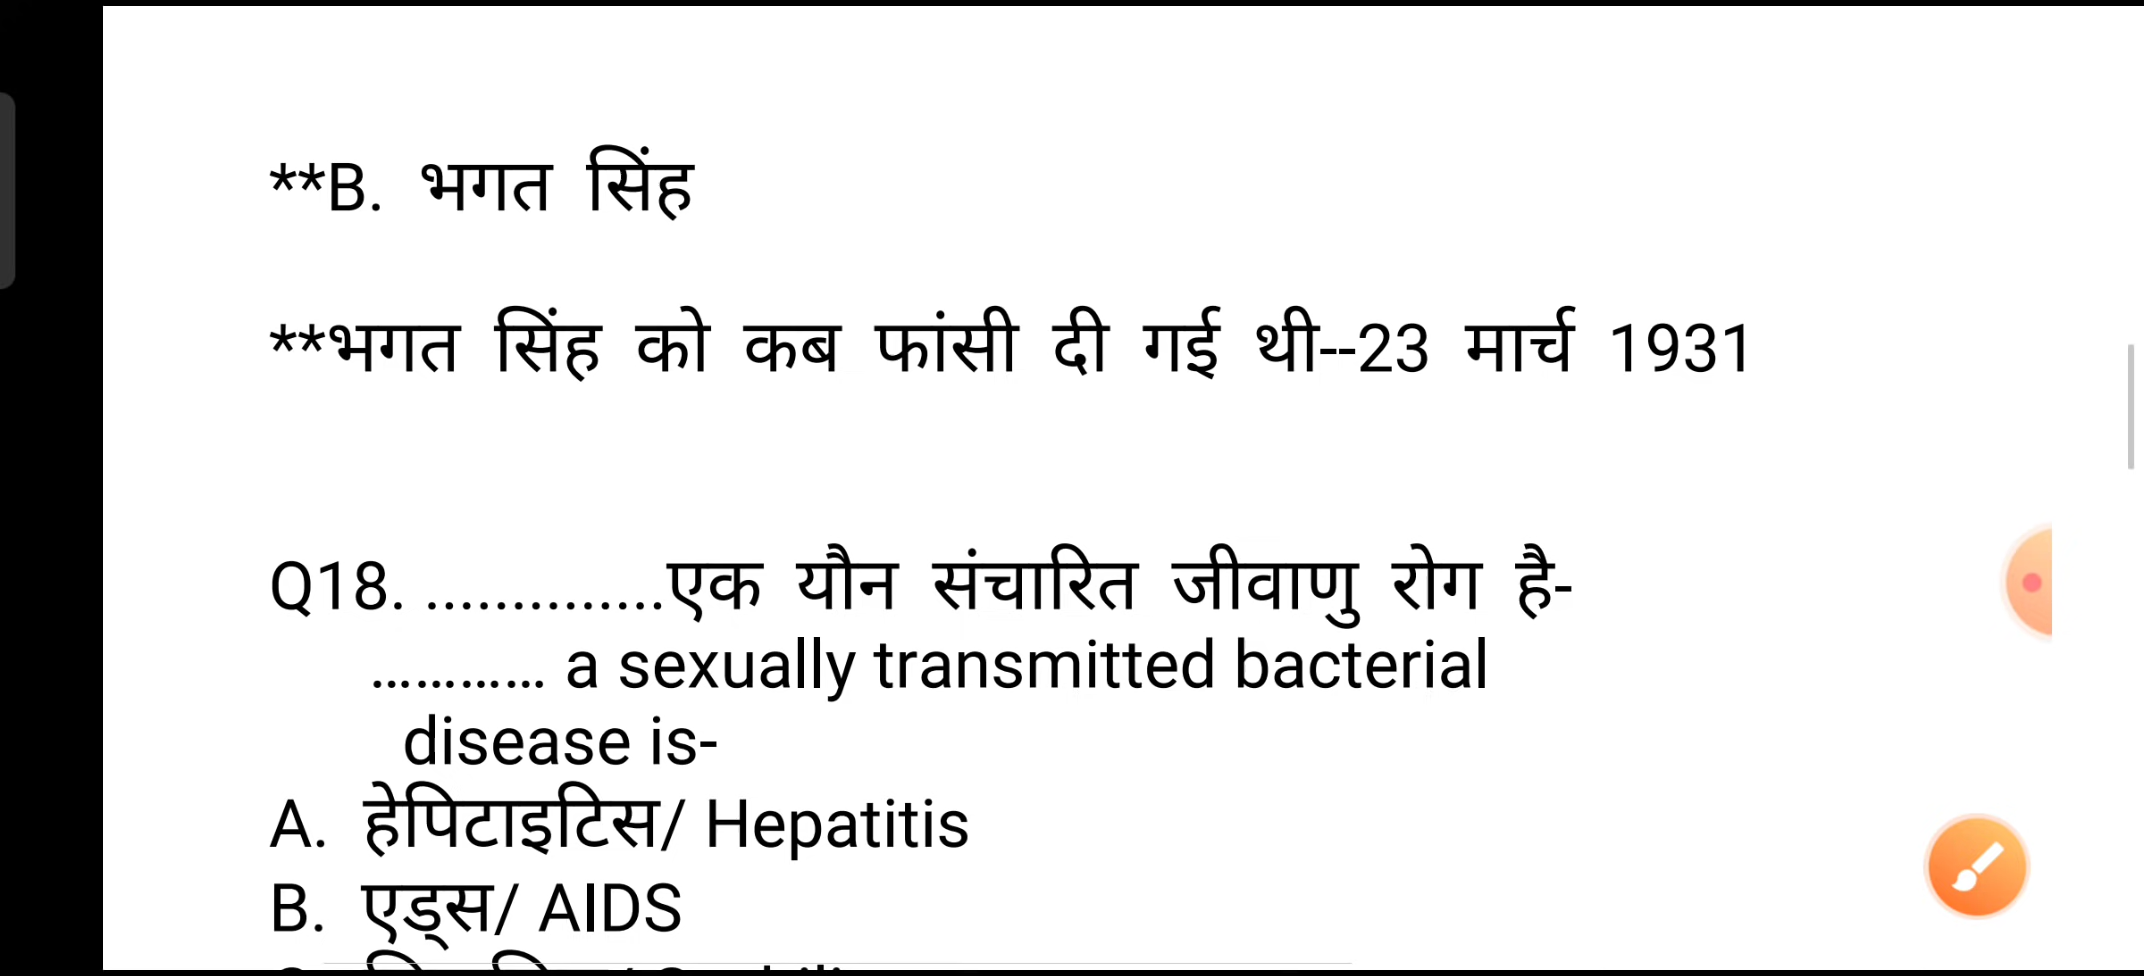 **B. भगत सिंह
**भगत सिंह को कब फांसी दी गई थी--23 मार्च 1931
Q18. ..............एक यौन संचारित जीवाणु रोग है-
............ a sexually transmitted bacterial
disease is-
A. हेपिटाइटिस/ Hepatitis
B. एड्स/ AIDS